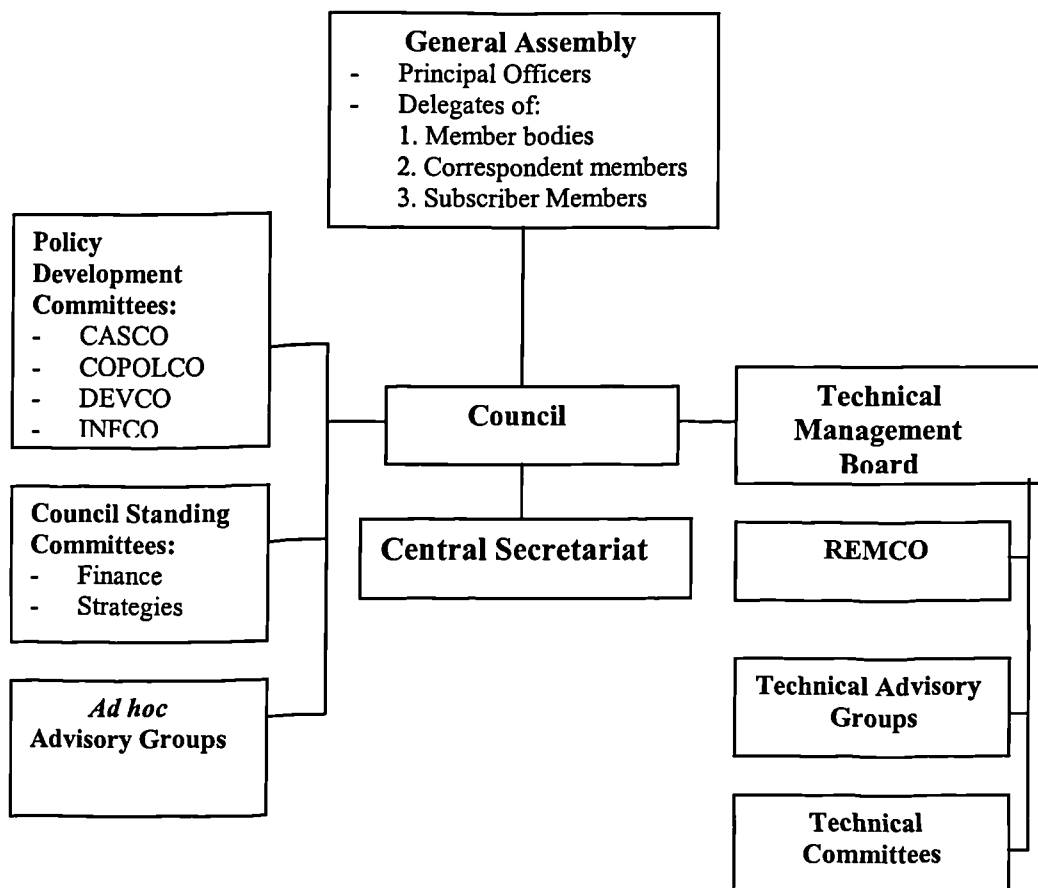 General Assembly
- Principal Officers
- Delegates of:
1. Member bodies
2. Correspondent members
3. Subscriber Members
Policy
Development
Committees:
- CASCO
- COPOLCO
- DEVCO
- INFCO
Council
Technical
Management
Board
Council Standing
Committees:
- Finance
- Strategies
Central Secretariat
REMCO
Ad hoc
Advisory Groups
Technical Advisory
Groups
Technical
Committees